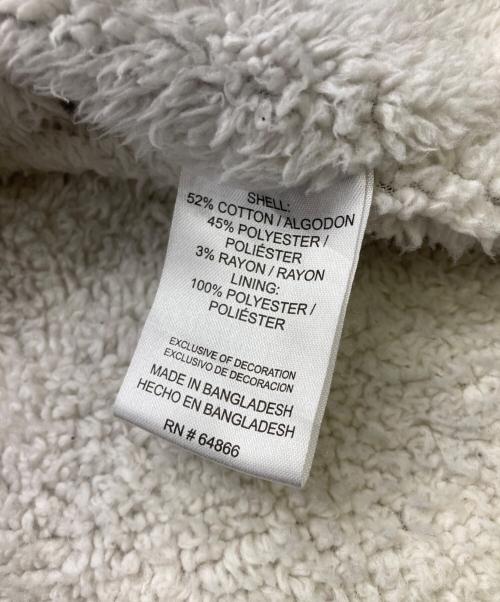 SHELL:
52% COTTON / ALGODON
45% POLYESTER /
POLIÉSTER
3% RAYON / RAYON
LINING:
100% POLYESTER /
POLIÉSTER
EXCLUSIVE OF DECORATION
EXCLUSIVO DE DECORACION
MADE IN BANGLADESH
HECHO EN BANGLADESH
RN # 64866